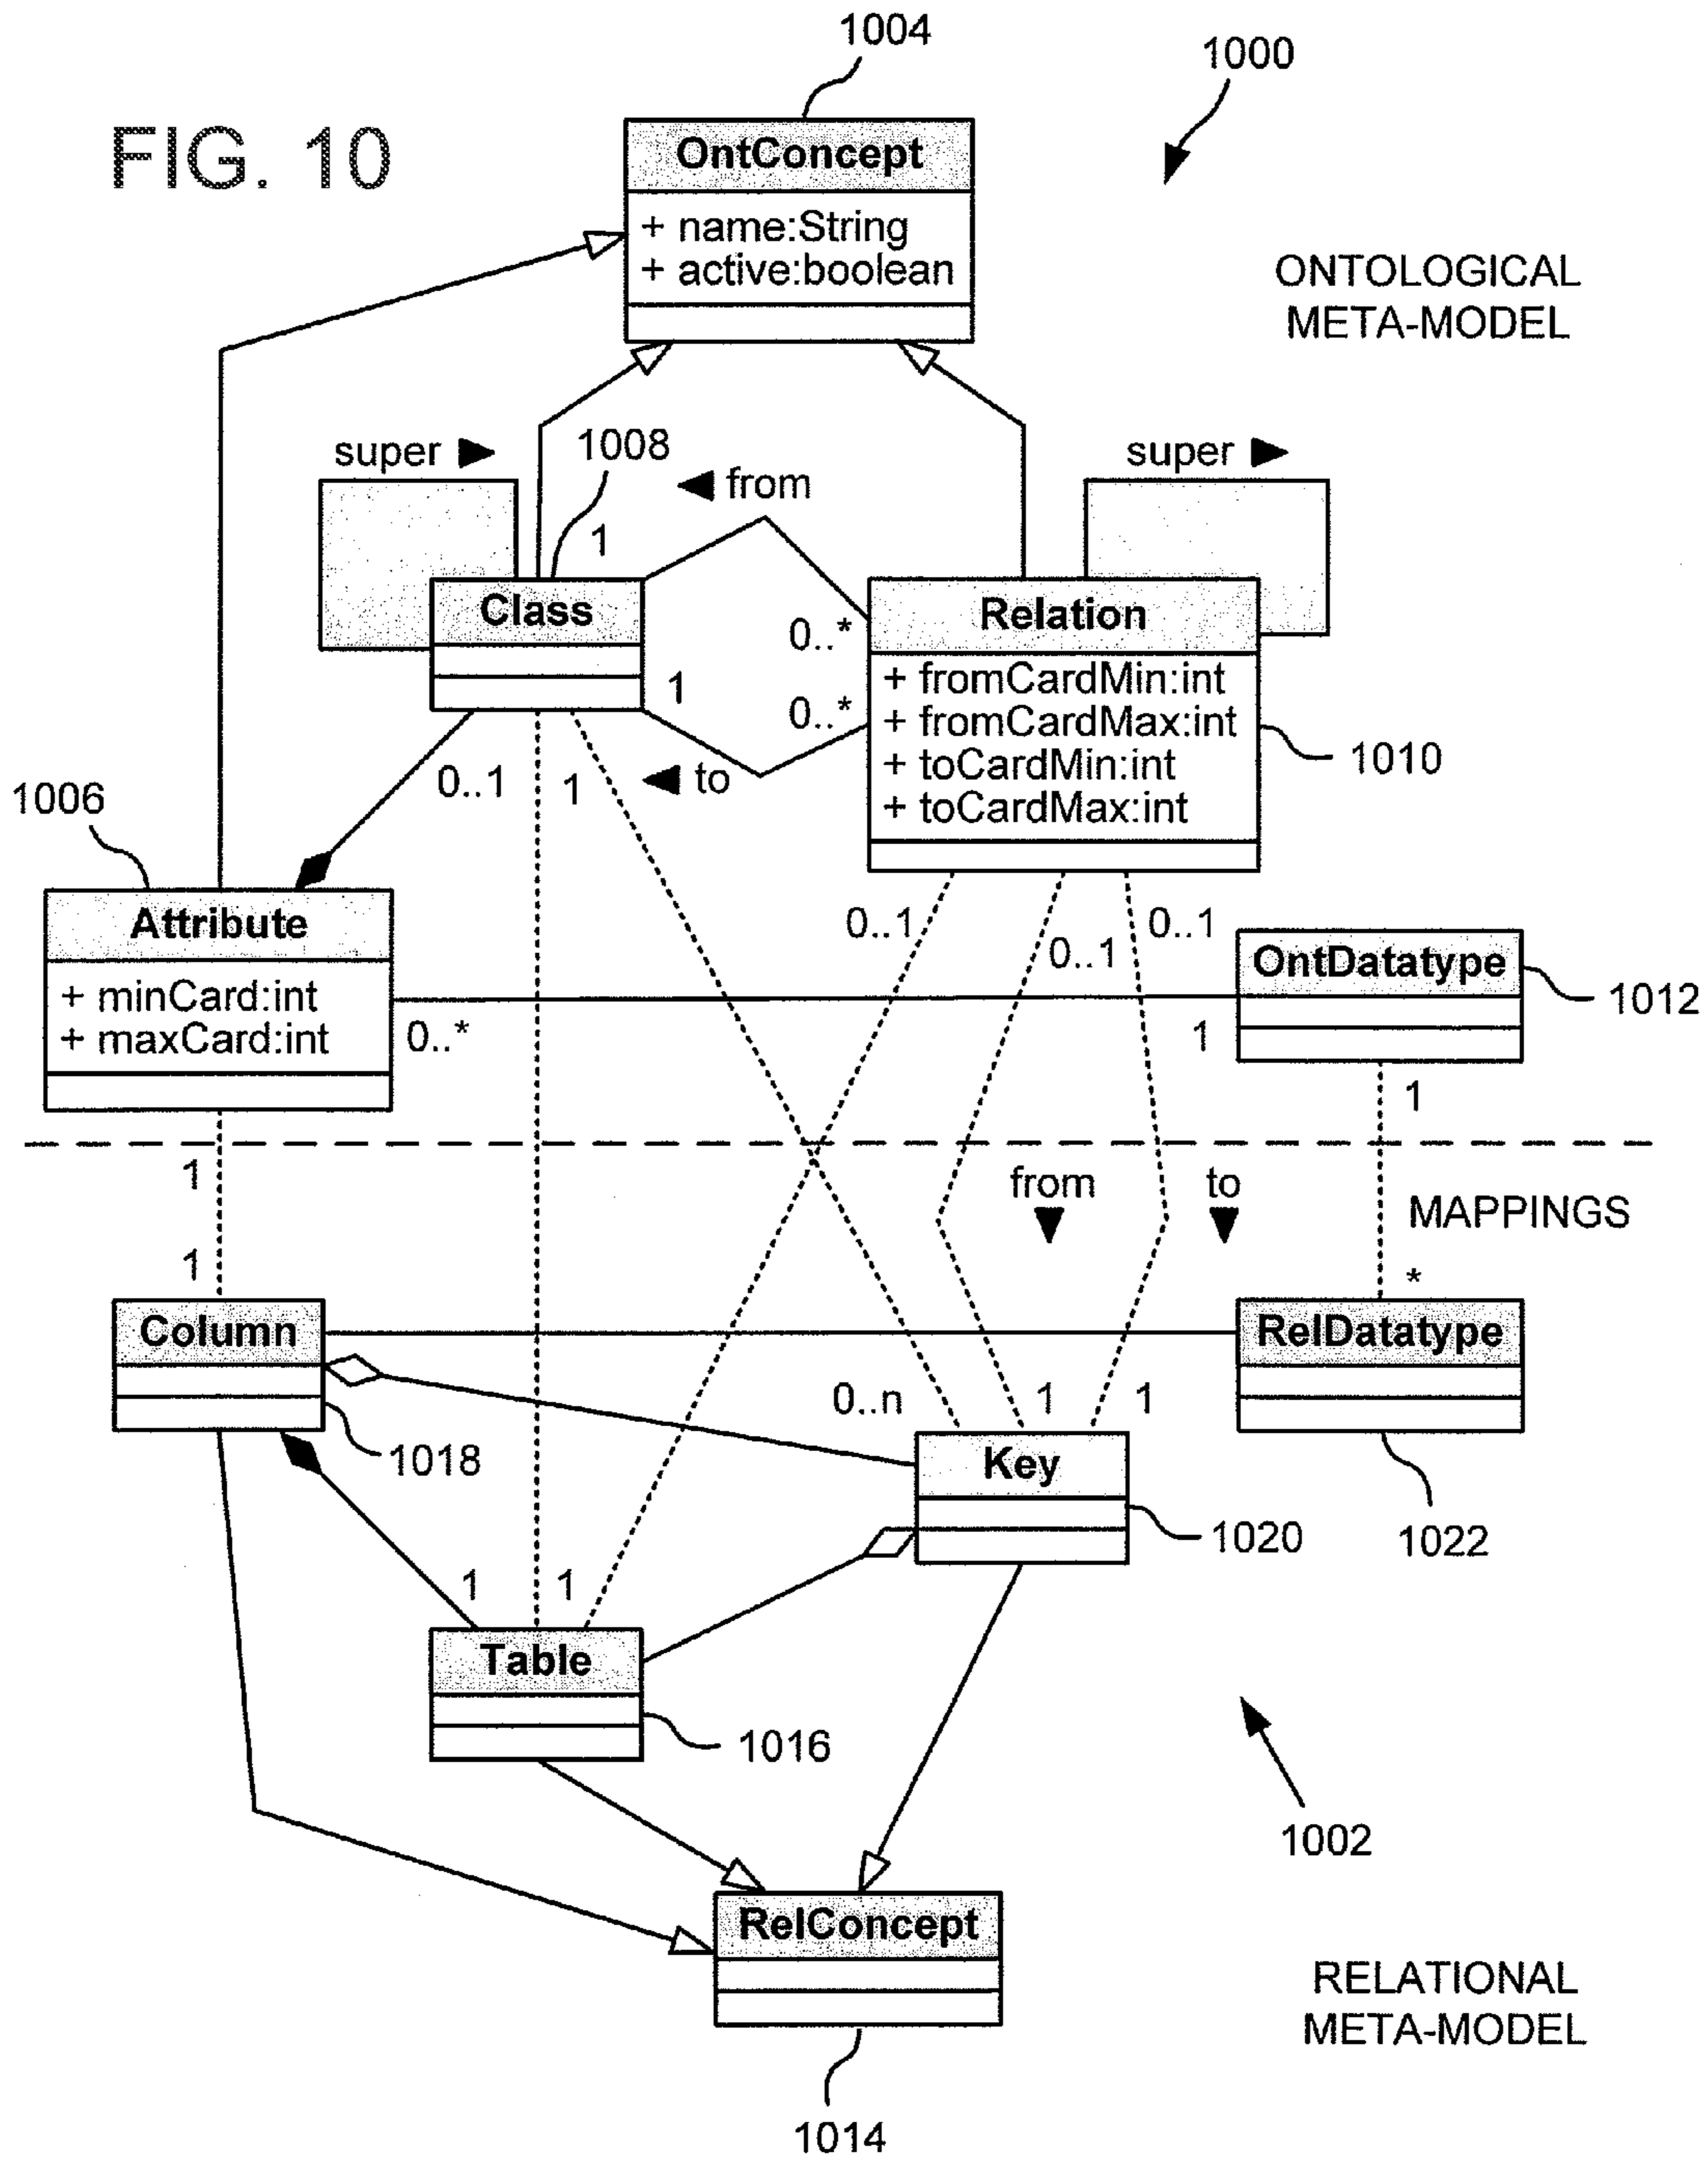 1004
1000
FIG. 10
OntConcept
+ name:String
+ active:boolean
ONTOLOGICAL
META-MODEL
super ►
1008
◄ from
super ►
1
Class
Relation
0..*
+ fromCardMin:int
+ fromCardMax:int
+ toCardMin:int
+ toCardMax:int
1
0..*
1010
0..1
1
◄ to
1006
Attribute
+ minCard:int
+ maxCard:int
0..*
0..1
0..1
0..1
OntDatatype
1012
1
1
1
from
▼
to
▼
MAPPINGS
1
*
Column
RelDatatype
0..n
1
1
1018
Key
1020
1022
1
1
Table
1016
1002
RelConcept
RELATIONAL
META-MODEL
1014